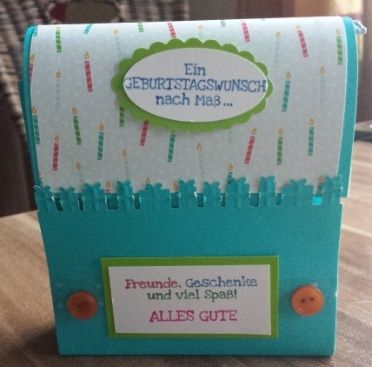 Ein
GEBURTSTAGSWUNSCH
nach Maß...
Freunde, Geschenke
und viel Spaß!
ALLES GUTE